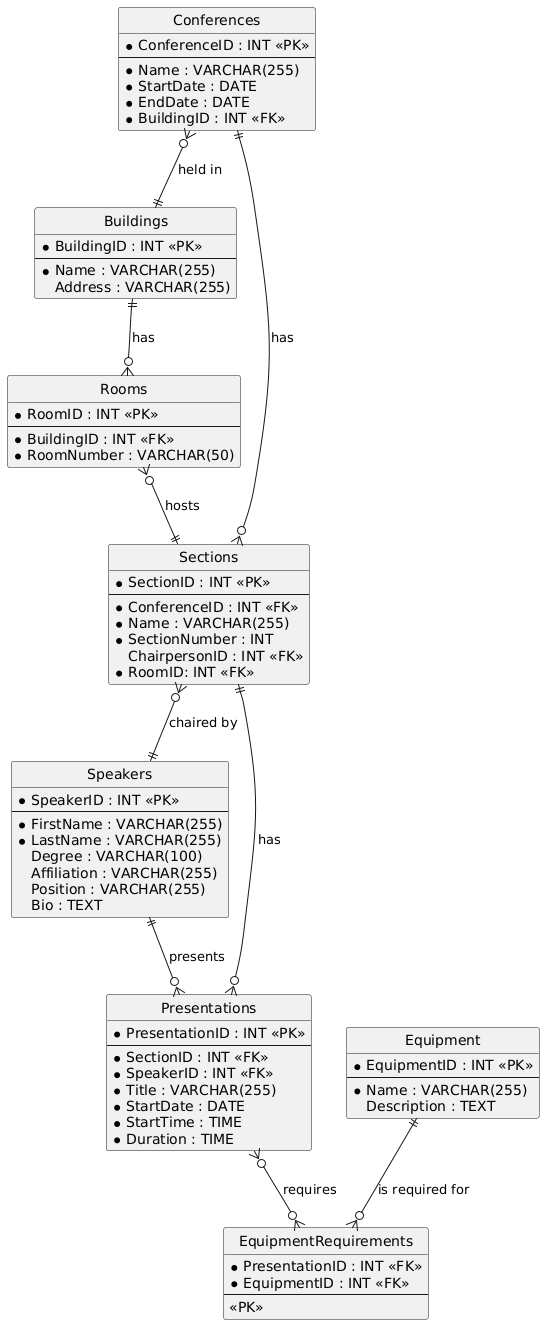 Conferences
ConferenceID : INT «PK»
Name : VARCHAR(255)
StartDate : DATE
EndDate : DATE
BuildingID : INT «FK»
held in
Buildings
BuildingID : INT «PK»
Name : VARCHAR(255)
Address : VARCHAR(255)
has
has
Rooms
RoomID : INT «PK»
BuildingID : INT «FK»
RoomNumber : VARCHAR(50)
hosts
Sections
SectionID : INT «PK»
ConferenceID : INT «FK»
Name : VARCHAR(255)
SectionNumber : INT
ChairpersonID : INT «FK»
RoomID: INT «FK»
chaired by
Speakers
SpeakerID : INT «PK»
FirstName : VARCHAR(255)
LastName : VARCHAR(255)
Degree : VARCHAR(100)
Affiliation : VARCHAR(255)
Position : VARCHAR(255)
Bio : TEXT
has
presents
Presentations
PresentationID : INT «PK»
SectionID : INT «FK»
SpeakerID : INT «FK»
Title : VARCHAR(255)
StartDate : DATE
StartTime : TIME
Duration : TIME
Equipment
EquipmentID : INT «PK»
Name : VARCHAR(255)
Description : TEXT
requires
is required for
EquipmentRequirements
PresentationID : INT «FK»
EquipmentID : INT «FK»
«PK»